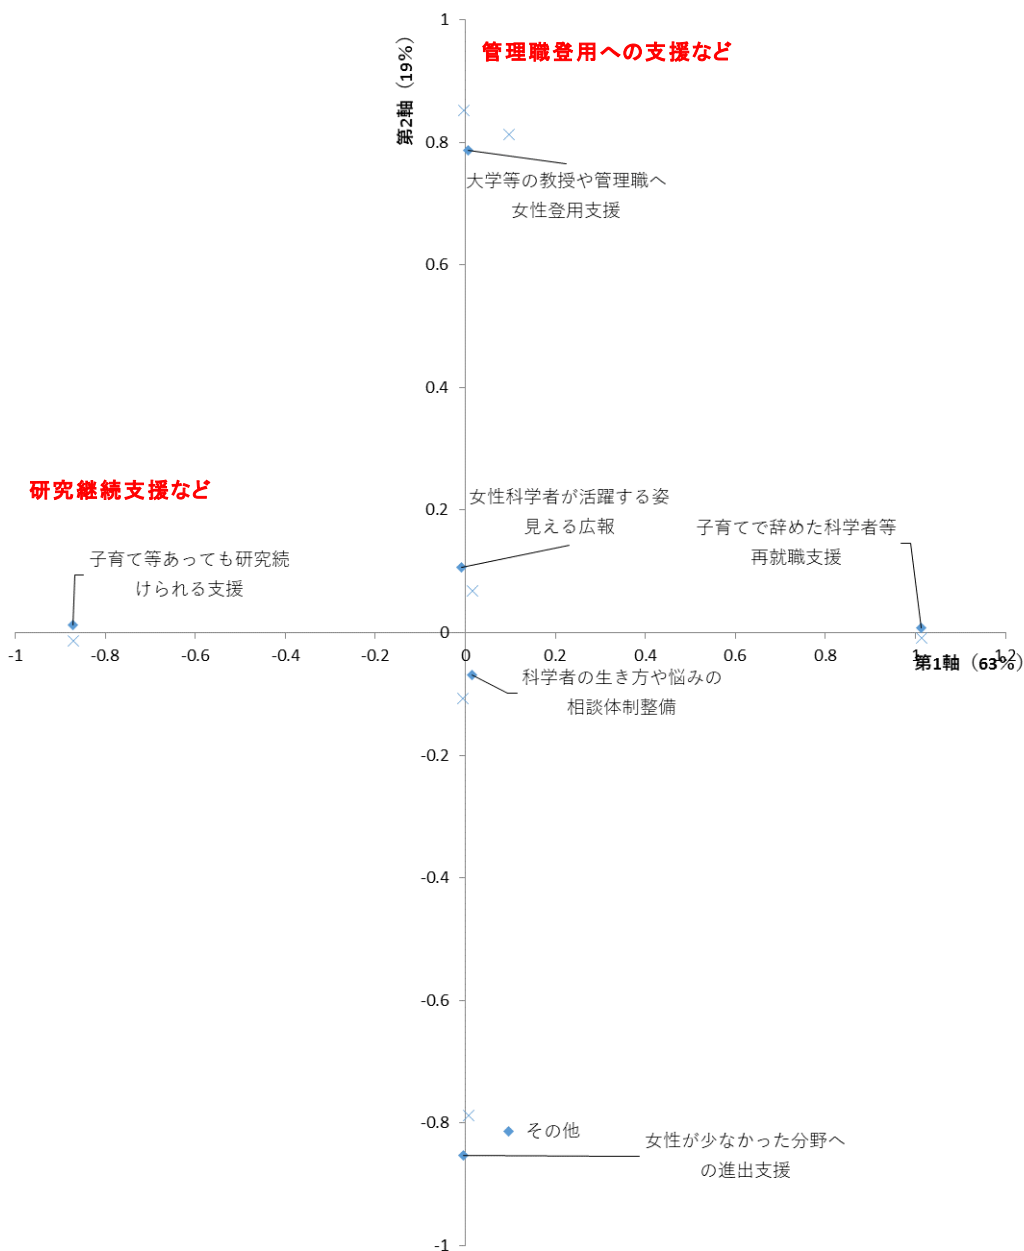 1
管理職登用への支援など
第2軸（19%）
0.8
大学等の教授や管理職へ
女性登用支援
0.6
0.4
研究継続支援など
0.2
女性科学者が活躍する姿
見える広報
子育てで辞めた科学者等
再就職支援
子育て等あっても研究続
けられる支援
0
-1
-0.8
-0.6
-0.4
-0.2
0
0.2
0.4
0.6
0.8
1
1.2
第1軸（63%）
科学者の生き方や悩みの
相談体制整備
-0.2
-0.4
-0.6
-0.8
その他
女性が少なかった分野へ
の進出支援
-1